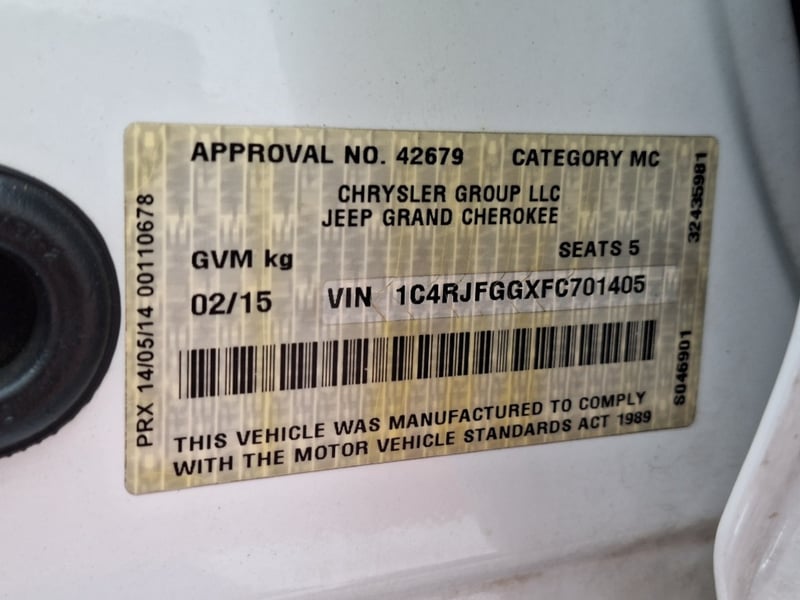 APPROVAL NO. 42679 CATEGORY MC
CHRYSLER GROUP LLC
JEEP GRAND CHEROKEE
GVM kg SEATS 5
02/15 VIN 1C4RJFGGXFC701405
THIS VEHICLE WAS MANUFACTURED TO COMPLY
WITH THE MOTOR VEHICLE STANDARDS ACT 1989
PRX 14/05/14 00110678
32435981
S046901